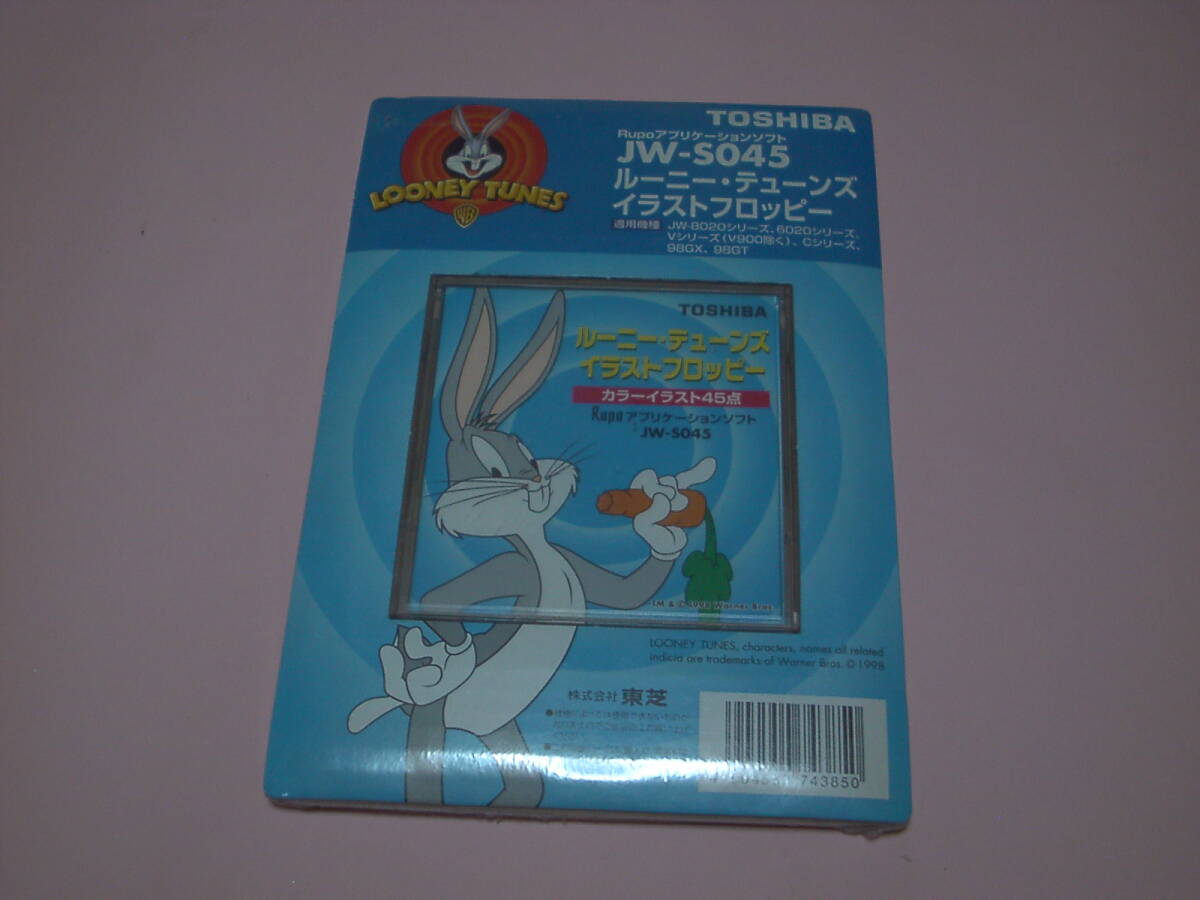 TOSHIBA
LOONEY TUNES
WB
Rupoアプリケーションソフト
JW-S045
ルーニー・テューンズ
イラストフロッピー
適用機種 JW-8020シリーズ、6020シリーズ、
Vシリーズ(V900除く)、Cシリーズ、
98GX、98GT
TOSHIBA
ルーニー・テューンズ
イラストフロッピー
カラーイラスト45点
Rupo アプリケーションソフト
JW-S045
TM & © 1998 Warner Bros.
LOONEY TUNES, characters, names all related
indicia are trademarks of Warner Bros. © 1998
株式会社 東芝
743850